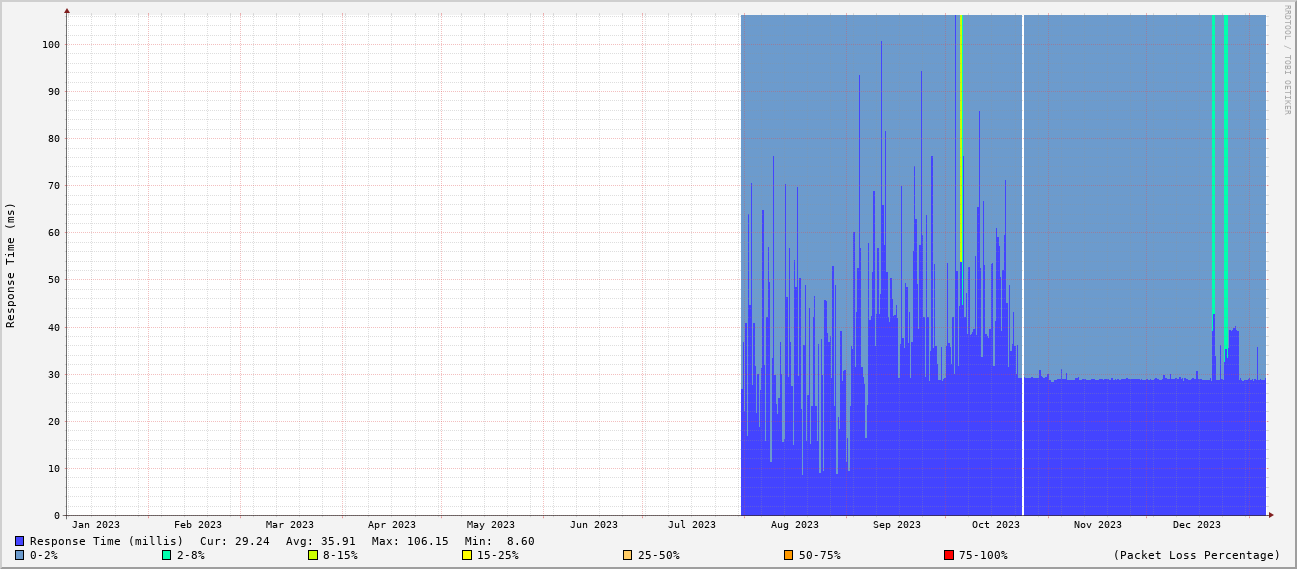 RRDTOOL / TOBI OETIKER
Response Time (ms)
100
90
80
70
60
50
40
30
20
10
0
Jan 2023 Feb 2023 Mar 2023 Apr 2023 May 2023 Jun 2023 Jul 2023 Aug 2023 Sep 2023 Oct 2023 Nov 2023 Dec 2023
Response Time (millis) Cur: 29.24 Avg: 35.91 Max: 106.15 Min: 8.60
0-2% 2-8% 8-15% 15-25% 25-50% 50-75% 75-100% (Packet Loss Percentage)